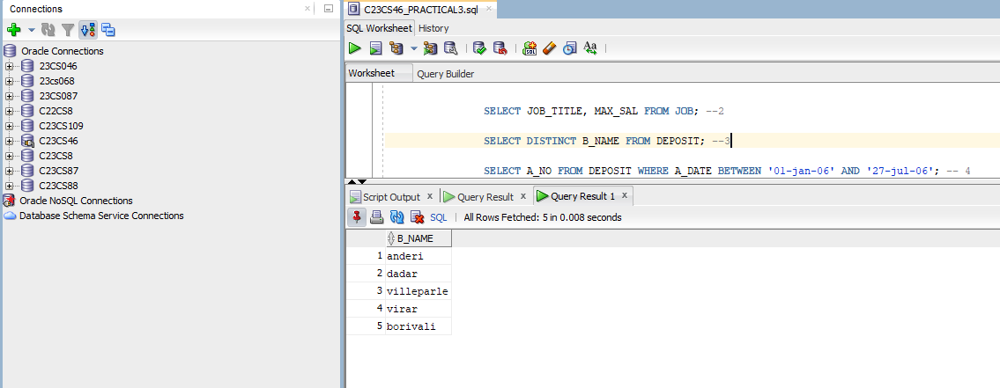 Connections
Oracle Connections
23CS046
23cs068
23CS087
C22CS8
C23CS109
C23CS46
C23CS8
C23CS87
C23CS88
Oracle NoSQL Connections
Database Schema Service Connections
C23CS46_PRACTICAL3.sql
SQL Worksheet History
Worksheet Query Builder
SELECT JOB_TITLE, MAX_SAL FROM JOB; --2
SELECT DISTINCT B_NAME FROM DEPOSIT; --3
SELECT A_NO FROM DEPOSIT WHERE A_DATE BETWEEN '01-jan-06' AND '27-jul-06'; -- 4
Script Output x Query Result x Query Result 1 x
SQL | All Rows Fetched: 5 in 0.008 seconds
B_NAME
1 anderi
2 dadar
3 villeparle
4 virar
5 borivali